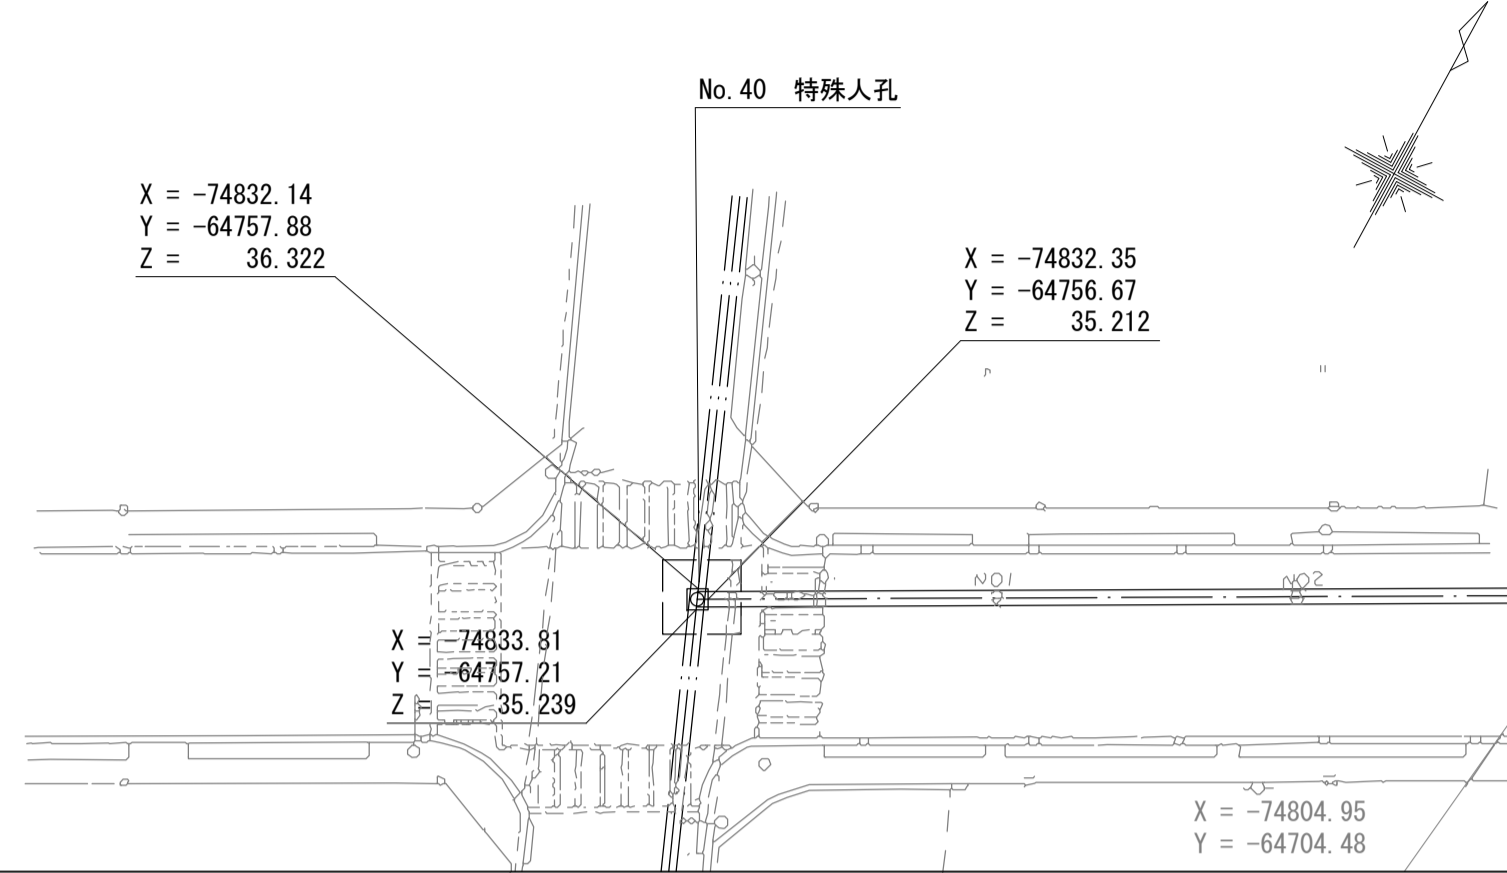 No.40 特殊人孔
X = -74832.14
Y = -64757.88
Z = 36.322
X = -74832.35
Y = -64756.67
Z = 35.212
NO1
NO2
X = -74833.81
Y = -64757.21
Z = 35.239
X = -74804.95
Y = -64704.48